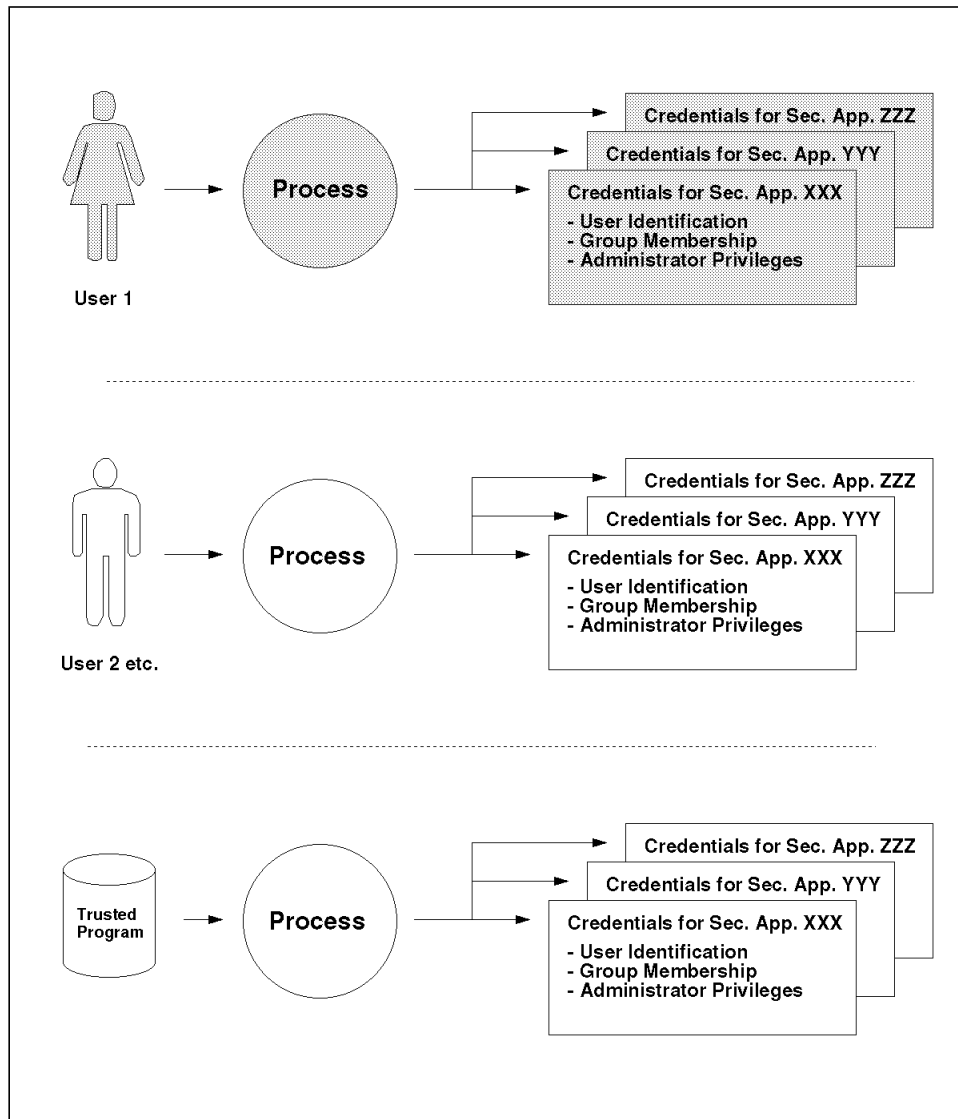 Credentials for Sec. App. ZZZ
Credentials for Sec. App. YYY
Process
Credentials for Sec. App. XXX
- User Identification
- Group Membership
- Administrator Privileges
User 1
Credentials for Sec. App. ZZZ
Credentials for Sec. App. YYY
Process
Credentials for Sec. App. XXX
- User Identification
- Group Membership
- Administrator Privileges
User 2 etc.
Credentials for Sec. App. ZZZ
Credentials for Sec. App. YYY
Trusted
Program
Process
Credentials for Sec. App. XXX
- User Identification
- Group Membership
- Administrator Privileges